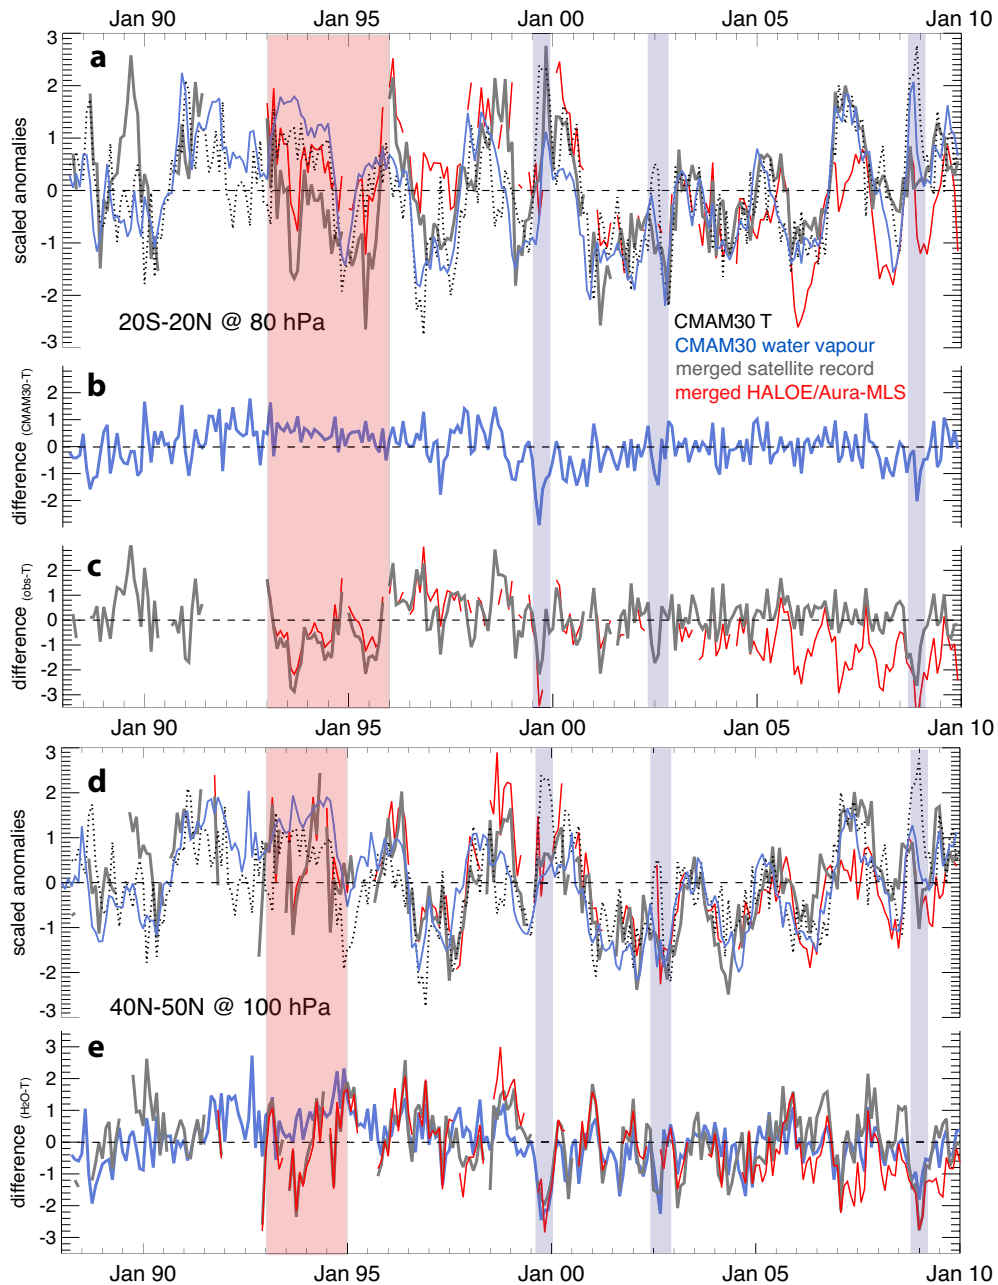 Jan 90 Jan 95 Jan 00 Jan 05 Jan 10
a
3
2
1
0
-1
-2
-3
scaled anomalies
20S-20N @ 80 hPa
CMAM30 T
CMAM30 water vapour
merged satellite record
merged HALOE/Aura-MLS
b
2
1
0
-1
-2
difference (CMAM30-T)
c
2
1
0
-1
-2
-3
difference (obs-T)
Jan 90 Jan 95 Jan 00 Jan 05 Jan 10
d
3
2
1
0
-1
-2
-3
scaled anomalies
40N-50N @ 100 hPa
e
3
2
1
0
-1
-2
-3
difference (H2O-T)
Jan 90 Jan 95 Jan 00 Jan 05 Jan 10